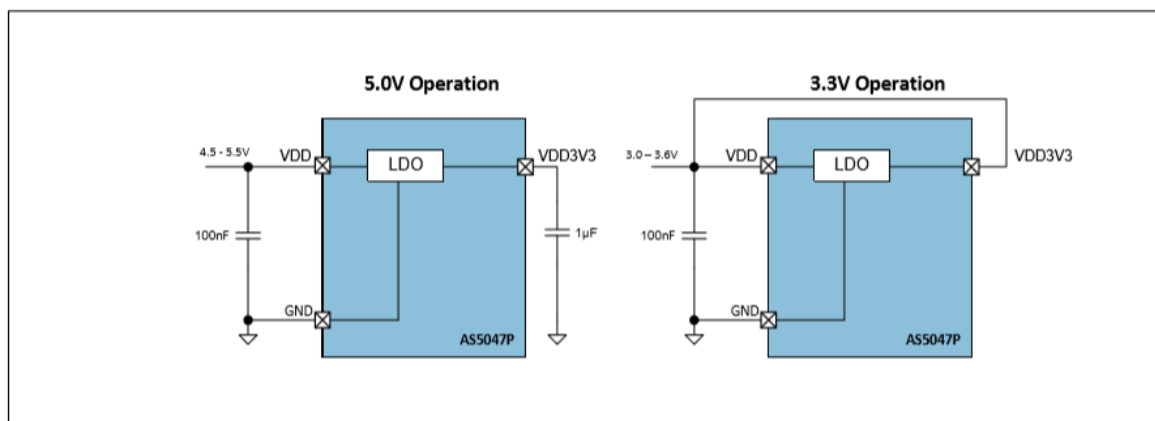 5.0V Operation
4.5 - 5.5V
VDD
LDO
VDD3V3
100nF
1µF
GND
AS5047P
3.3V Operation
3.0 – 3.6V
VDD
LDO
VDD3V3
100nF
GND
AS5047P